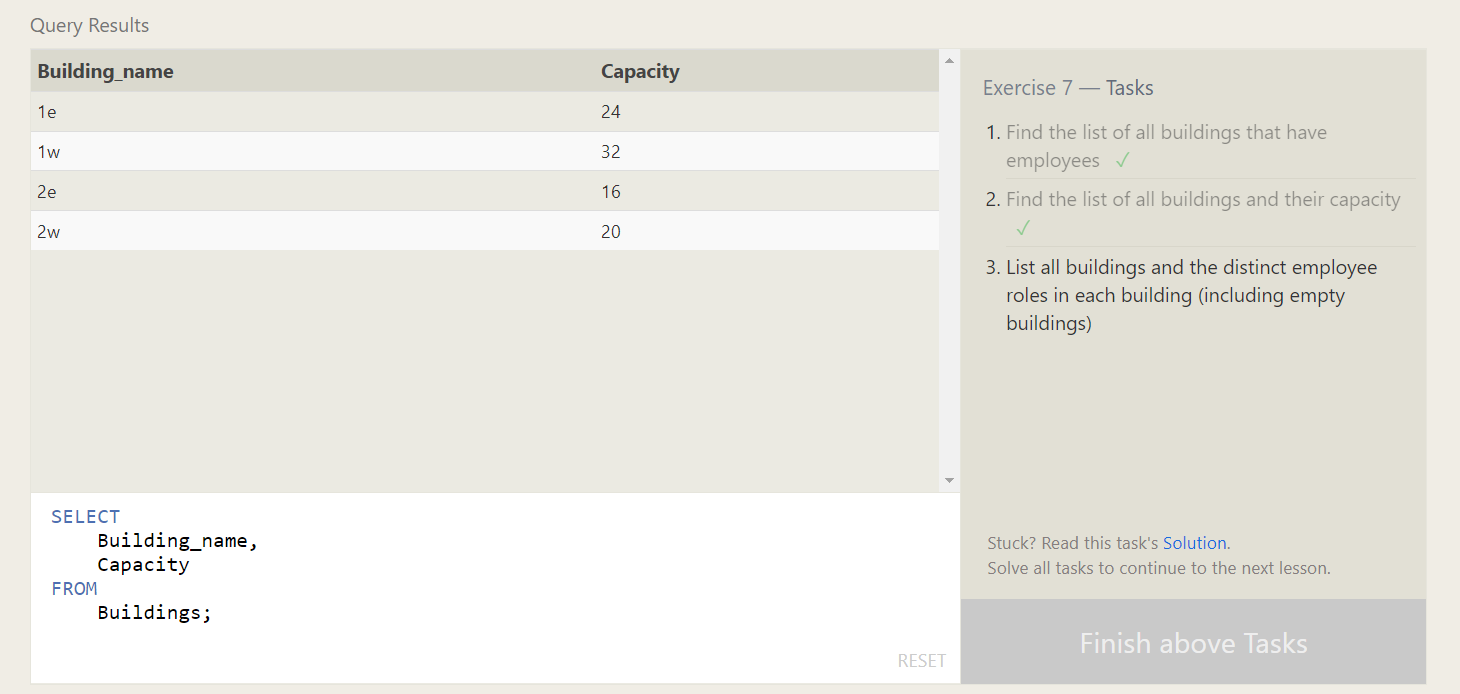 Query Results
Building_name Capacity
1e 24
1w 32
2e 16
2w 20
SELECT
Building_name,
Capacity
FROM
Buildings;
RESET
Exercise 7 — Tasks
1. Find the list of all buildings that have
employees ✓
2. Find the list of all buildings and their capacity
✓
3. List all buildings and the distinct employee
roles in each building (including empty
buildings)
Stuck? Read this task's Solution.
Solve all tasks to continue to the next lesson.
Finish above Tasks